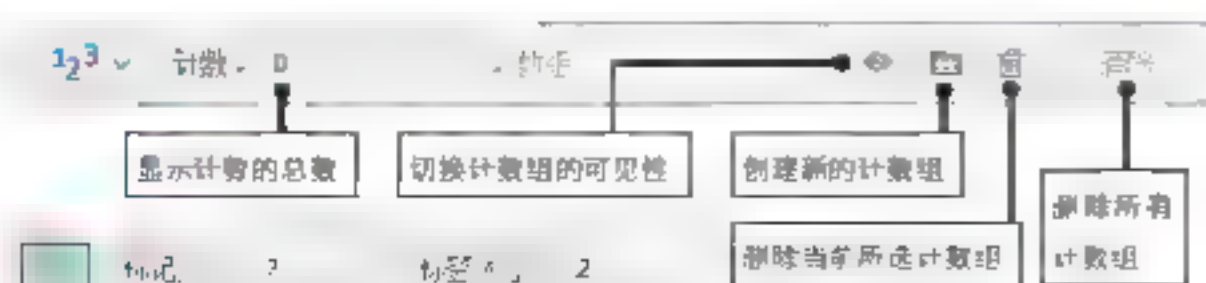 123 计数: 0 数组
显示计数的总数 切换计数组的可见性 创建新的计数组
删除所有
计数组
删除当前所选计数组
2